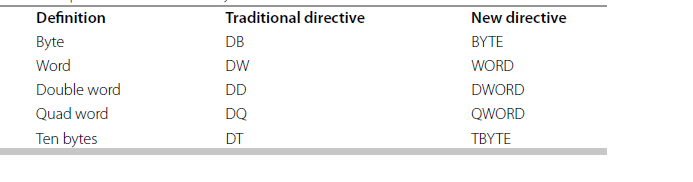 Definition Traditional directive New directive
Byte DB BYTE
Word DW WORD
Double word DD DWORD
Quad word DQ QWORD
Ten bytes DT TBYTE